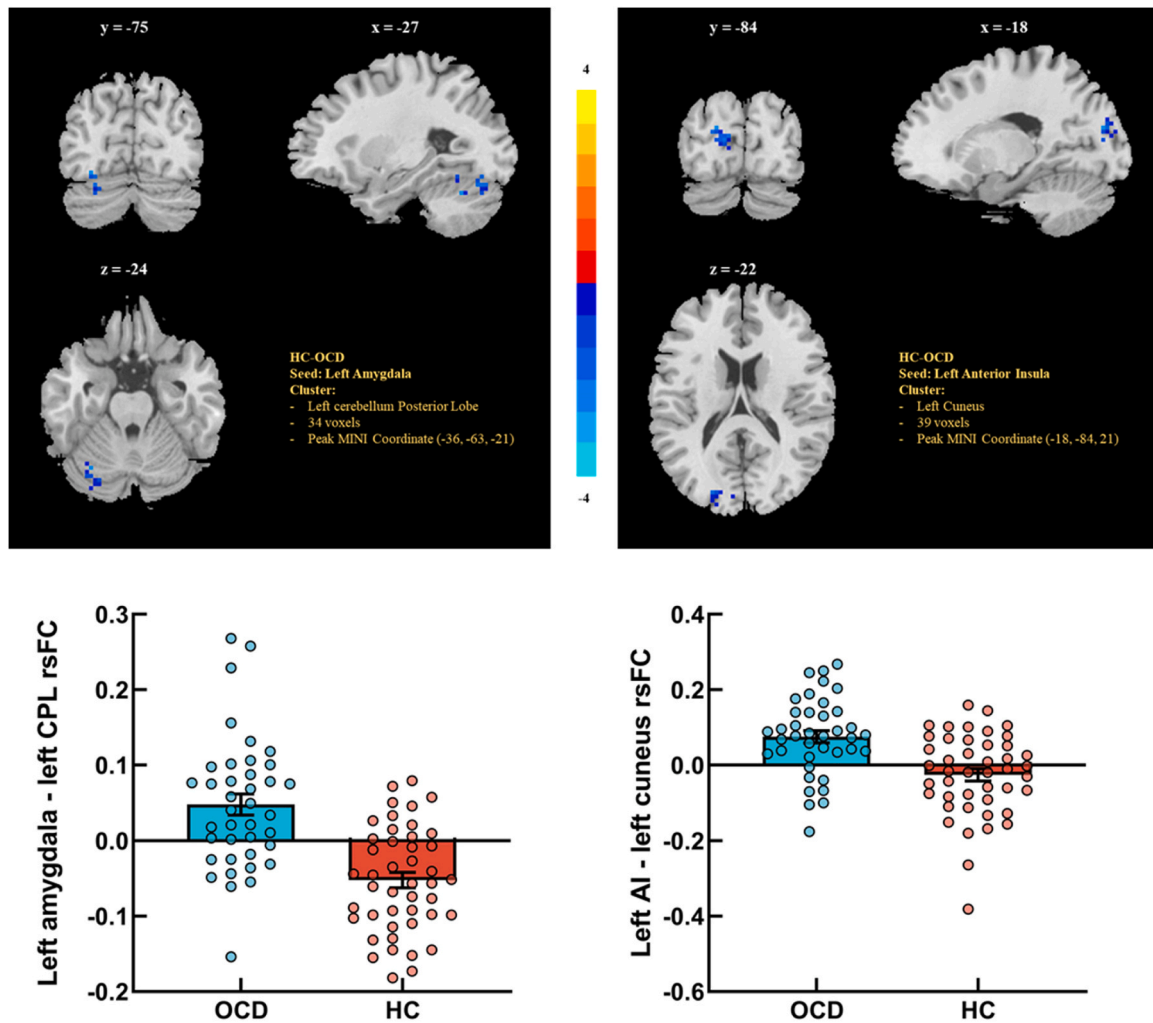 y = -75
x = -27
z = -24
HC-OCD
Seed: Left Amygdala
Cluster:
- Left cerebellum Posterior Lobe
- 34 voxels
- Peak MINI Coordinate (-36, -63, -21)
4
-4
y = -84
x = -18
z = -22
HC-OCD
Seed: Left Anterior Insula
Cluster:
- Left Cuneus
- 39 voxels
- Peak MINI Coordinate (-18, -84, 21)
Left amygdala - left CPL rsFC
0.3
0.2
0.1
0.0
-0.1
-0.2
OCD
HC
Left AI - left cuneus rsFC
0.4
0.2
0.0
-0.2
-0.4
-0.6
OCD
HC